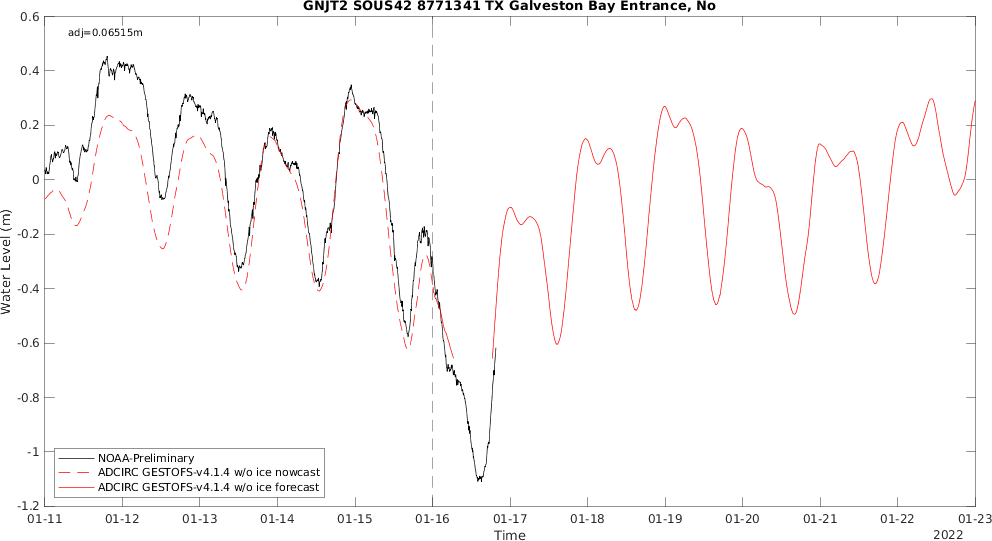 GNJT2 SOUS42 8771341 TX Galveston Bay Entrance, No
adj=0.06515m
0.6
0.4
0.2
0
-0.2
-0.4
-0.6
-0.8
-1
-1.2
Water Level (m)
NOAA-Preliminary
ADCIRC GESTOFS-v4.1.4 w/o ice nowcast
ADCIRC GESTOFS-v4.1.4 w/o ice forecast
01-11 01-12 01-13 01-14 01-15 01-16 01-17 01-18 01-19 01-20 01-21 01-22 01-23
Time
2022